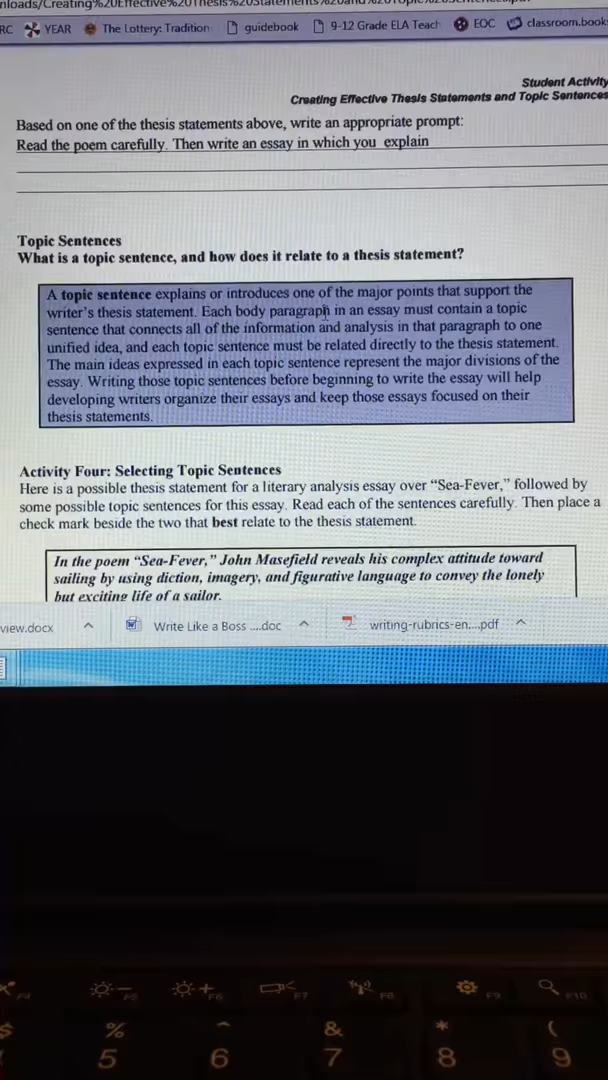 nloads/Creating%20Effective%20Thesis%20Statements%20and%20Topic%20Sentences.pdf
RC YEAR The Lottery: Tradition guidebook 9-12 Grade ELA Teach EOC classroom.book
Student Activity
Creating Effective Thesis Statements and Topic Sentences
Based on one of the thesis statements above, write an appropriate prompt:
Read the poem carefully. Then write an essay in which you explain
Topic Sentences
What is a topic sentence, and how does it relate to a thesis statement?
A topic sentence explains or introduces one of the major points that support the
writer's thesis statement. Each body paragraph in an essay must contain a topic
sentence that connects all of the information and analysis in that paragraph to one
unified idea, and each topic sentence must be related directly to the thesis statement.
The main ideas expressed in each topic sentence represent the major divisions of the
essay. Writing those topic sentences before beginning to write the essay will help
developing writers organize their essays and keep those essays focused on their
thesis statements.
Activity Four: Selecting Topic Sentences
Here is a possible thesis statement for a literary analysis essay over “Sea-Fever,” followed by
some possible topic sentences for this essay. Read each of the sentences carefully. Then place a
check mark beside the two that best relate to the thesis statement.
In the poem “Sea-Fever,” John Masefield reveals his complex attitude toward
sailing by using diction, imagery, and figurative language to convey the lonely
but exciting life of a sailor.
view.docx Write Like a Boss ....doc writing-rubrics-en....pdf
F4 F5 F6 F7 F8 F9 F10
$ % ^ & * (
5 6 7 8 9